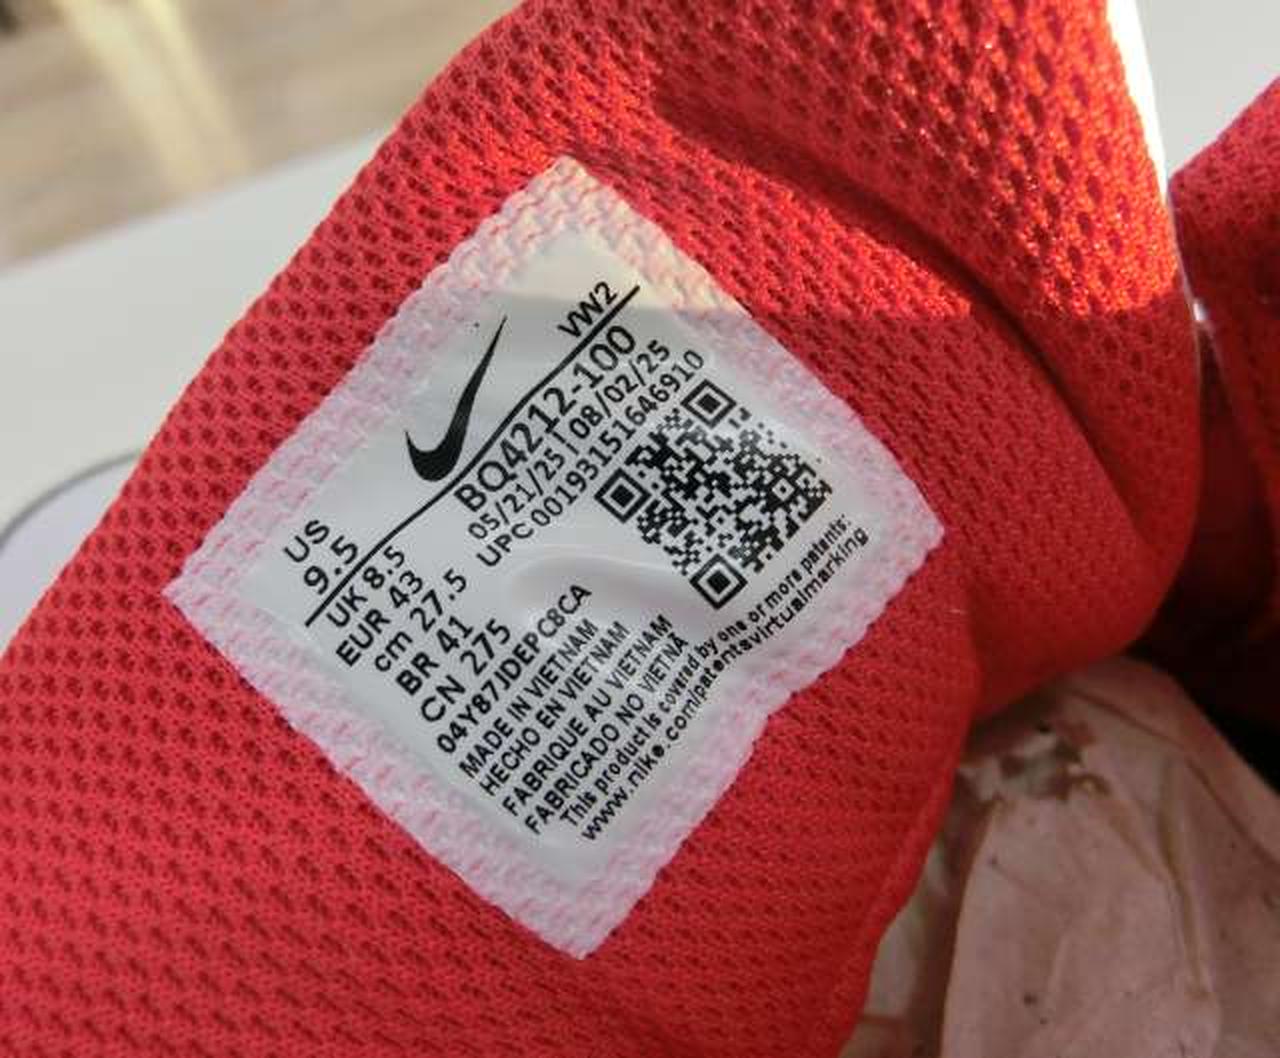 VW2
US
9.5
BQ4212-100
05/21/25 | 08/02/25
UPC 00193151646910
UK 8.5
EUR 43
cm 27.5
BR 41
CN 275
04Y87JDEPC8CA
MADE IN VIETNAM
HECHO EN VIETNAM
FABRIQUE AU VIETNAM
FABRICADO NO VIETNÃ
This product is covered by one or more patents:
www.nike.com/patentsvirtualmarking